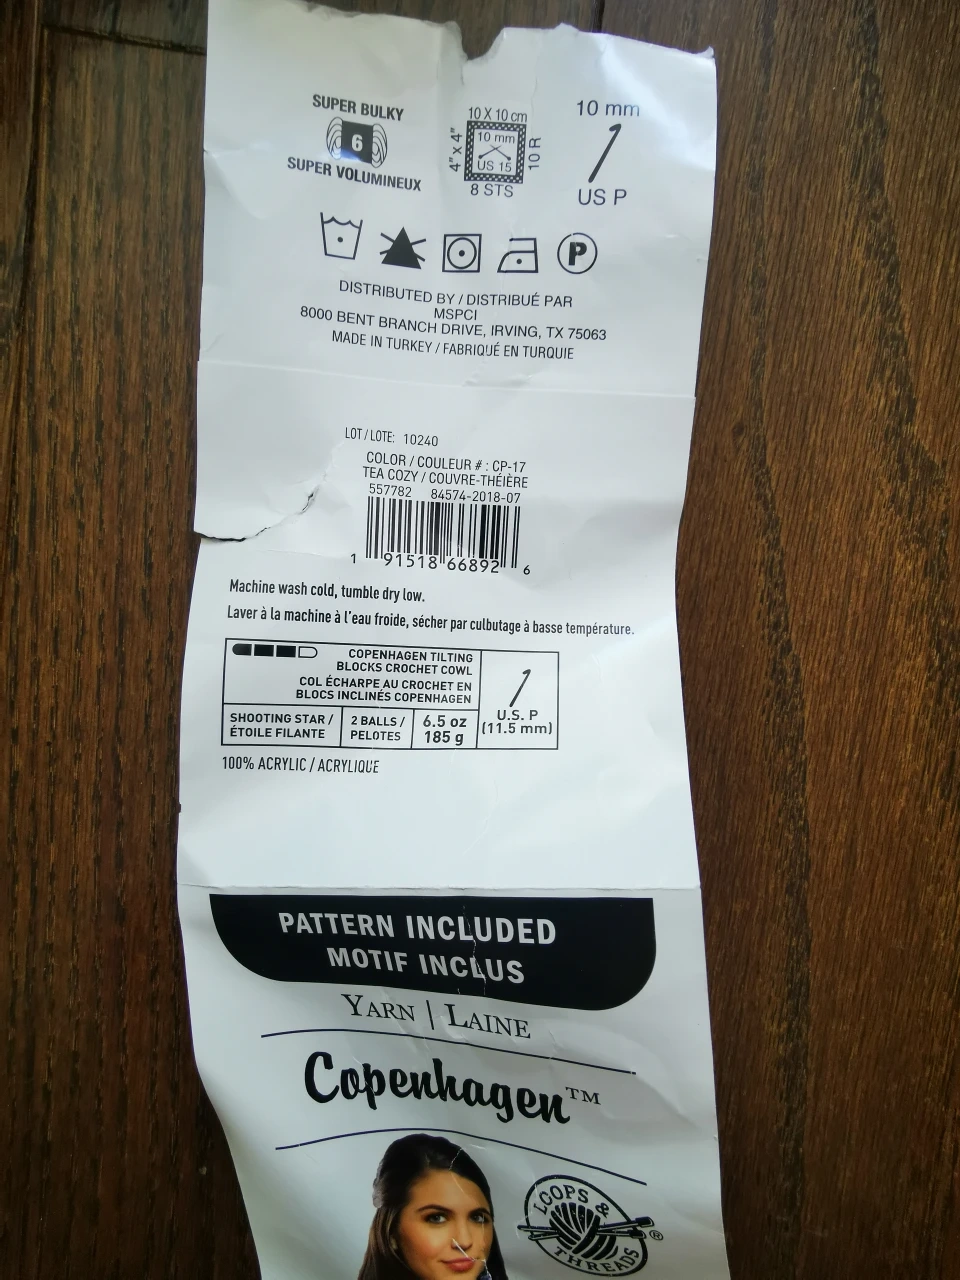 SUPER BULKY
6
SUPER VOLUMINEUX
10 X 10 cm
4" x 4"
10 mm
US 15
10 R
8 STS
10 mm
US P
P
DISTRIBUTED BY / DISTRIBUÉ PAR
MSPCI
8000 BENT BRANCH DRIVE, IRVING, TX 75063
MADE IN TURKEY / FABRIQUÉ EN TURQUIE
LOT / LOTE: 10240
COLOR / COULEUR # : CP-17
TEA COZY / COUVRE-THÉIÈRE
557782 84574-2018-07
1 91518 66892 6
Machine wash cold, tumble dry low.
Laver à la machine à l'eau froide, sécher par culbutage à basse température.
COPENHAGEN TILTING
BLOCKS CROCHET COWL
COL ÉCHARPE AU CROCHET EN
BLOCS INCLINÉS COPENHAGEN
U.S. P
(11.5 mm)
SHOOTING STAR /
ÉTOILE FILANTE
2 BALLS /
PELOTES
6.5 oz
185 g
100% ACRYLIC / ACRYLIQUE
PATTERN INCLUDED
MOTIF INCLUS
YARN | LAINE
Copenhagen™
LOOPS &
THREADS®